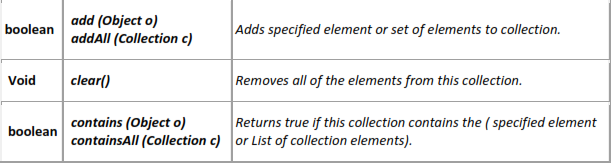 boolean
add (Object o)
addAll (Collection c)
Adds specified element or set of elements to collection.
Void
clear()
Removes all of the elements from this collection.
boolean
contains (Object o)
containsAll (Collection c)
Returns true if this collection contains the ( specified element
or List of collection elements).